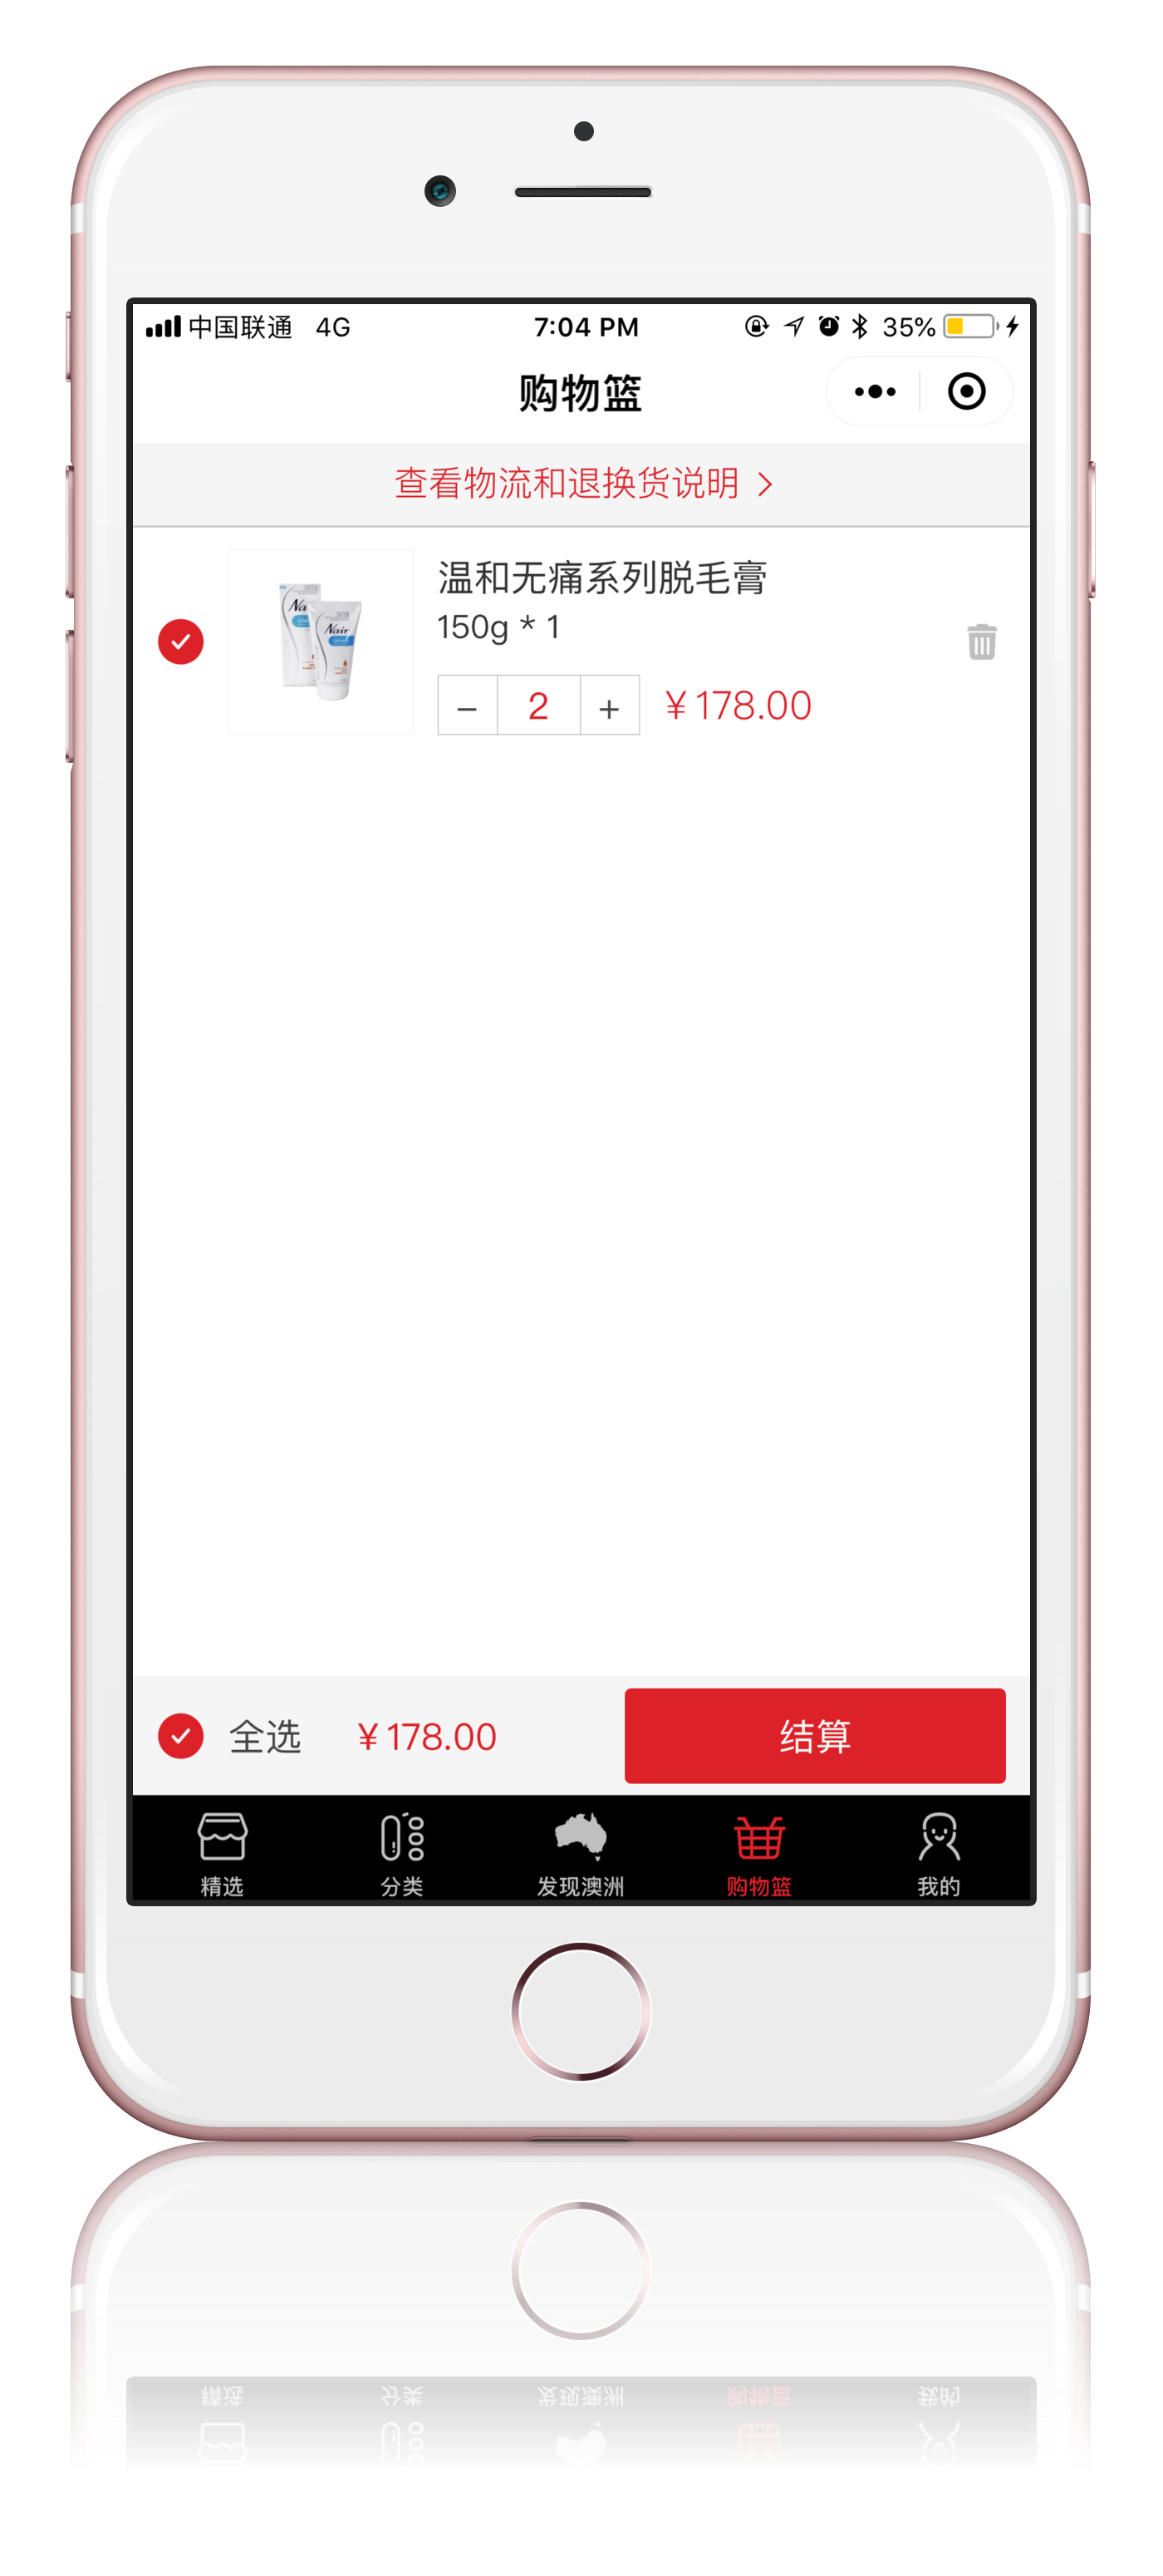 中国联通 4G 7:04 PM 35%
购物篮
查看物流和退换货说明 >
温和无痛系列脱毛膏
150g * 1
Nair
Nair
− 2 + ¥178.00
全选 ¥178.00 结算
精选 分类 发现澳洲 购物篮 我的